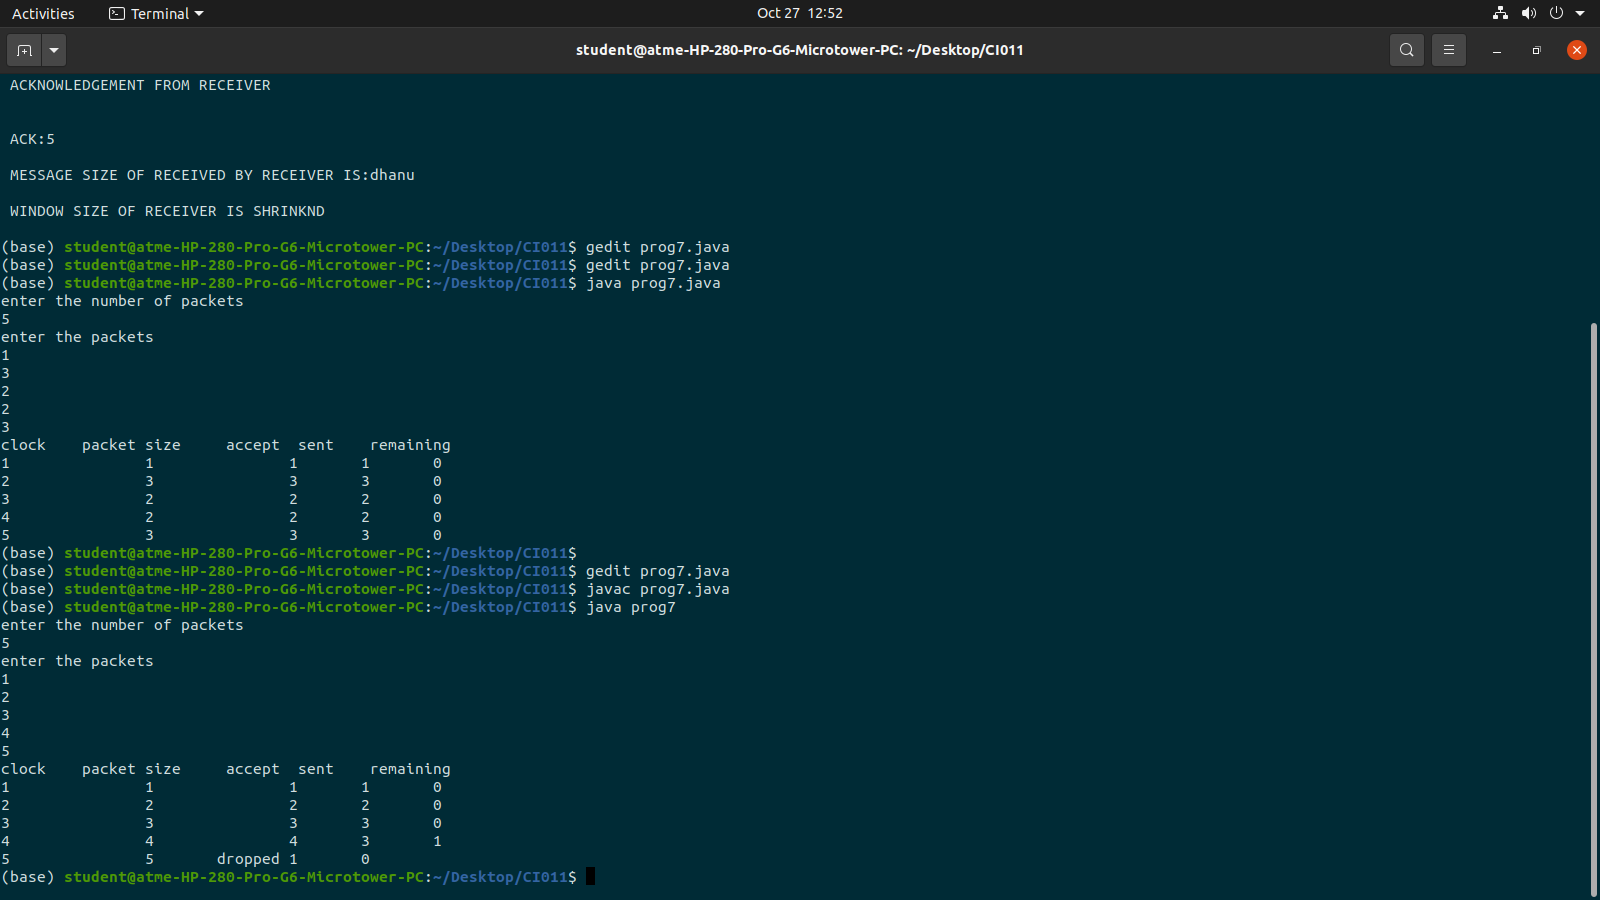 Activities Terminal Oct 27 12:52
student@atme-HP-280-Pro-G6-Microtower-PC: ~/Desktop/CI011
ACKNOWLEDGEMENT FROM RECEIVER
ACK:5
MESSAGE SIZE OF RECEIVED BY RECEIVER IS:dhanu
WINDOW SIZE OF RECEIVER IS SHRINKND
(base) student@atme-HP-280-Pro-G6-Microtower-PC:~/Desktop/CI011$ gedit prog7.java
(base) student@atme-HP-280-Pro-G6-Microtower-PC:~/Desktop/CI011$ gedit prog7.java
(base) student@atme-HP-280-Pro-G6-Microtower-PC:~/Desktop/CI011$ java prog7.java
enter the number of packets
5
enter the packets
1
3
2
2
3
clock packet size accept sent remaining
1 1 1 1 0
2 3 3 3 0
3 2 2 2 0
4 2 2 2 0
5 3 3 3 0
(base) student@atme-HP-280-Pro-G6-Microtower-PC:~/Desktop/CI011$
(base) student@atme-HP-280-Pro-G6-Microtower-PC:~/Desktop/CI011$ gedit prog7.java
(base) student@atme-HP-280-Pro-G6-Microtower-PC:~/Desktop/CI011$ javac prog7.java
(base) student@atme-HP-280-Pro-G6-Microtower-PC:~/Desktop/CI011$ java prog7
enter the number of packets
5
enter the packets
1
2
3
4
5
clock packet size accept sent remaining
1 1 1 1 0
2 2 2 2 0
3 3 3 3 0
4 4 4 3 1
5 5 dropped 1 0
(base) student@atme-HP-280-Pro-G6-Microtower-PC:~/Desktop/CI011$